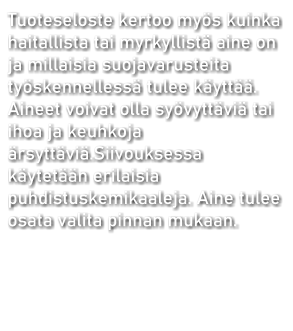 Tuoteseloste kertoo myös kuinka
haitallista tai myrkyllistä aine on
ja millaisia suojavarusteita
työskennellessä tulee käyttää.
Aineet voivat olla syövyttäviä tai
ihoa ja keuhkoja
ärsyttäviä.Siivouksessa
käytetään erilaisia
puhdistuskemikaaleja. Aine tulee
osata valita pinnan mukaan.